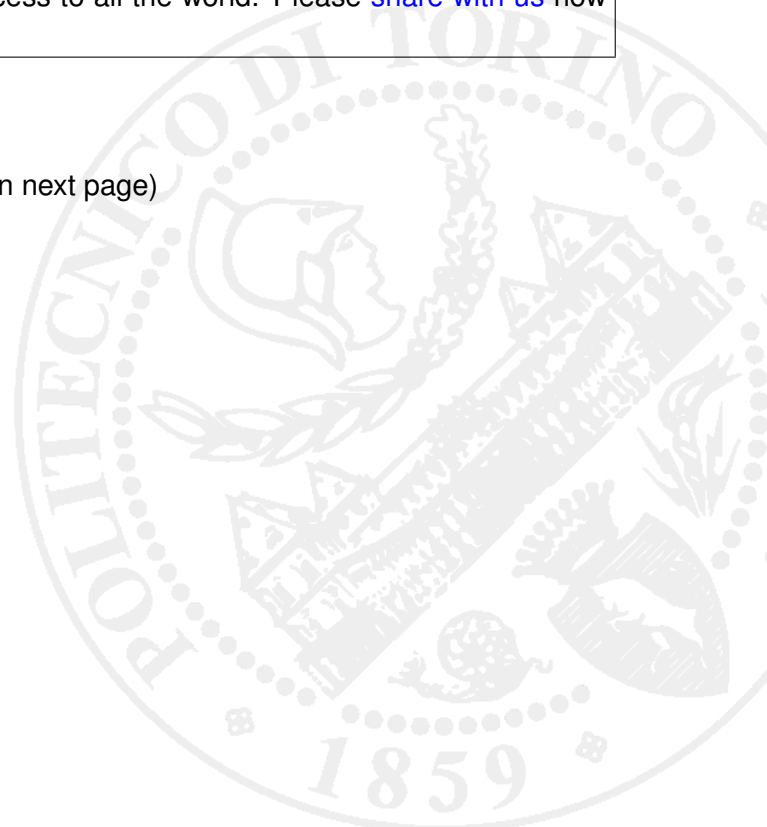 cess to all the world. Please share with us how
n next page)
POLITECNICO DI TORINO
1859